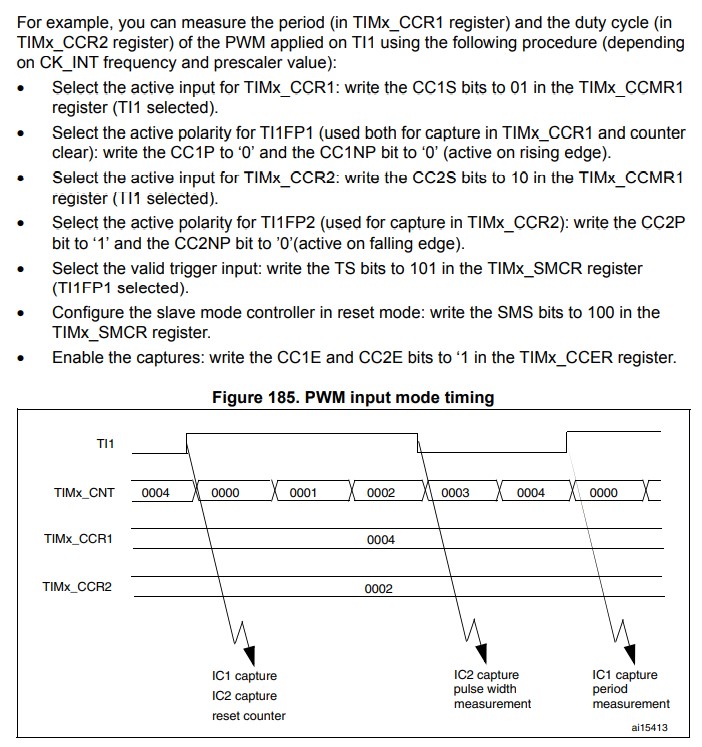 For example, you can measure the period (in TIMx_CCR1 register) and the duty cycle (in
TIMx_CCR2 register) of the PWM applied on TI1 using the following procedure (depending
on CK_INT frequency and prescaler value):
• Select the active input for TIMx_CCR1: write the CC1S bits to 01 in the TIMx_CCMR1
register (TI1 selected).
• Select the active polarity for TI1FP1 (used both for capture in TIMx_CCR1 and counter
clear): write the CC1P to ‘0’ and the CC1NP bit to ‘0’ (active on rising edge).
• Select the active input for TIMx_CCR2: write the CC2S bits to 10 in the TIMx_CCMR1
register (TI1 selected).
• Select the active polarity for TI1FP2 (used for capture in TIMx_CCR2): write the CC2P
bit to ‘1’ and the CC2NP bit to ’0’(active on falling edge).
• Select the valid trigger input: write the TS bits to 101 in the TIMx_SMCR register
(TI1FP1 selected).
• Configure the slave mode controller in reset mode: write the SMS bits to 100 in the
TIMx_SMCR register.
• Enable the captures: write the CC1E and CC2E bits to ‘1 in the TIMx_CCER register.
Figure 185. PWM input mode timing
TI1
TIMx_CNT 0004 0000 0001 0002 0003 0004 0000
TIMx_CCR1 0004
TIMx_CCR2 0002
IC1 capture
IC2 capture
reset counter
IC2 capture
pulse width
measurement
IC1 capture
period
measurement
ai15413